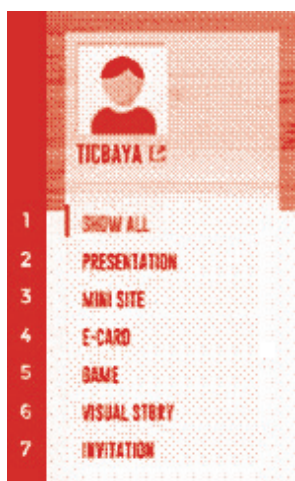 TICBAYA
1 SHOW ALL
2 PRESENTATION
3 MINI SITE
4 E-CARD
5 GAME
6 VISUAL STORY
7 INVITATION